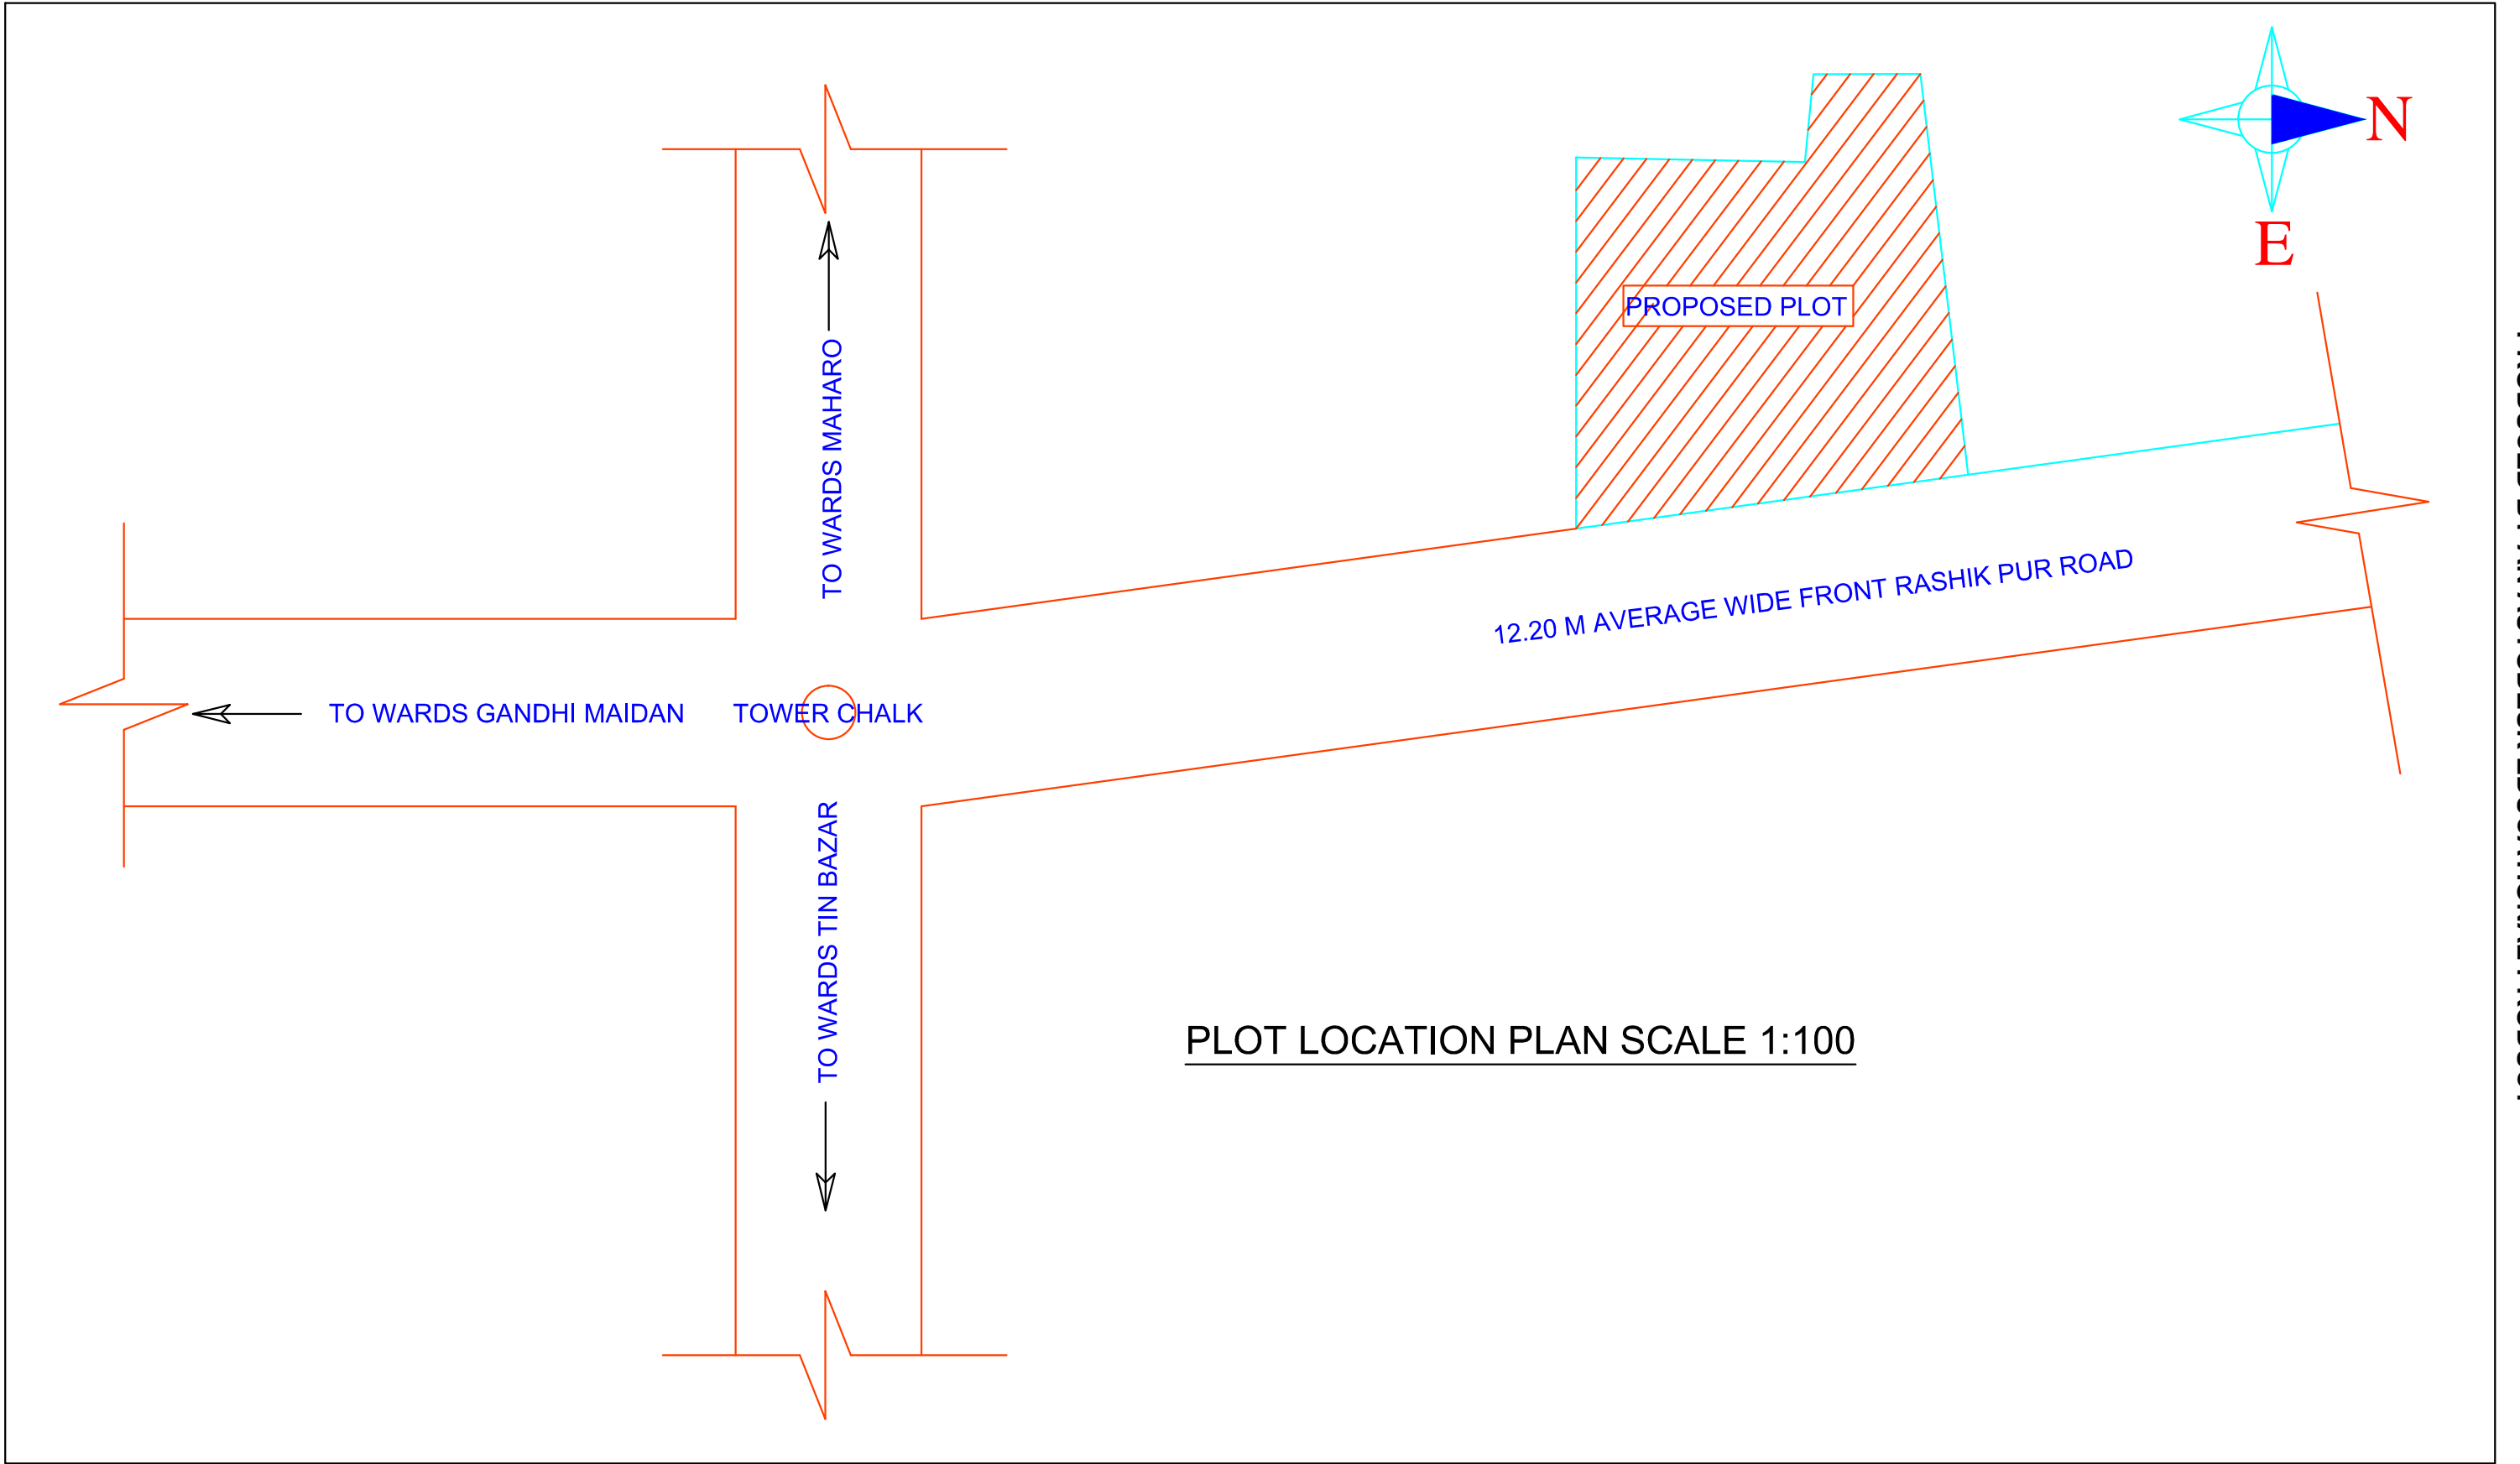 N
E
PROPOSED PLOT
TO WARDS MAHARO
12.20 M AVERAGE WIDE FRONT RASHIK PUR ROAD
TO WARDS GANDHI MAIDAN
TOWER CHALK
TO WARDS TIN BAZAR
PLOT LOCATION PLAN SCALE 1:100